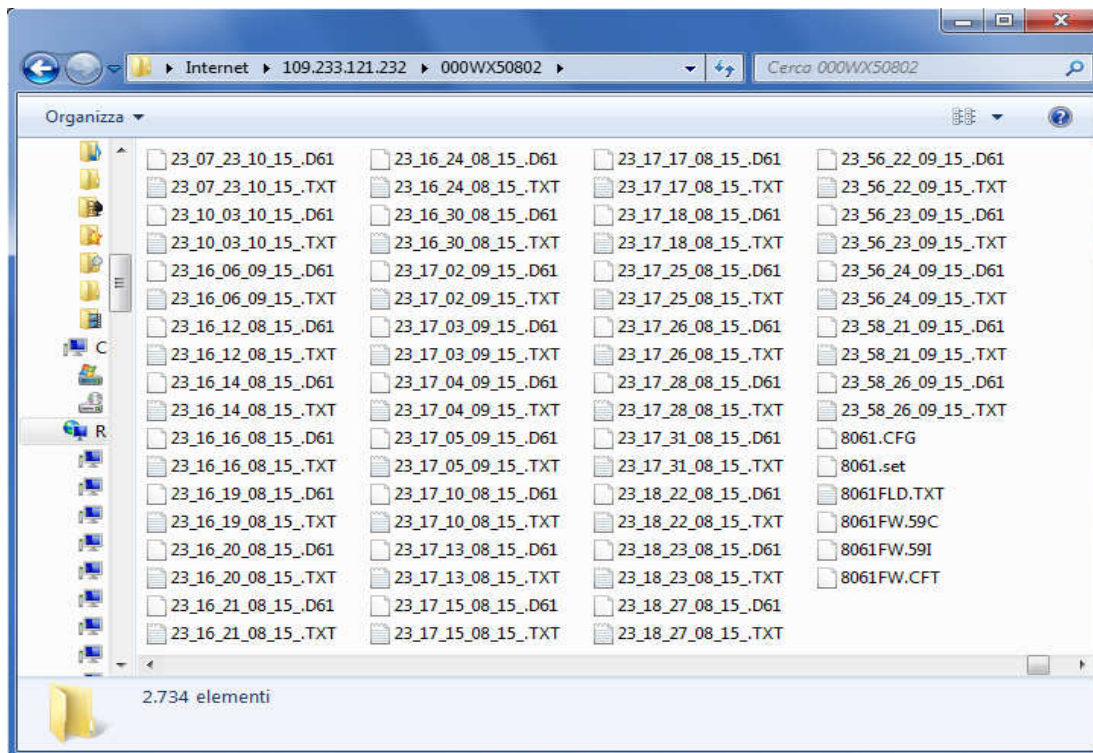 Internet ▸ 109.233.121.232 ▸ 000WX50802 ▸
Cerca 000WX50802
Organizza
C
R
23_07_23_10_15_.D61
23_07_23_10_15_.TXT
23_10_03_10_15_.D61
23_10_03_10_15_.TXT
23_16_06_09_15_.D61
23_16_06_09_15_.TXT
23_16_12_08_15_.D61
23_16_12_08_15_.TXT
23_16_14_08_15_.D61
23_16_14_08_15_.TXT
23_16_16_08_15_.D61
23_16_16_08_15_.TXT
23_16_19_08_15_.D61
23_16_19_08_15_.TXT
23_16_20_08_15_.D61
23_16_20_08_15_.TXT
23_16_21_08_15_.D61
23_16_21_08_15_.TXT
23_16_24_08_15_.D61
23_16_24_08_15_.TXT
23_16_30_08_15_.D61
23_16_30_08_15_.TXT
23_17_02_09_15_.D61
23_17_02_09_15_.TXT
23_17_03_09_15_.D61
23_17_03_09_15_.TXT
23_17_04_09_15_.D61
23_17_04_09_15_.TXT
23_17_05_09_15_.D61
23_17_05_09_15_.TXT
23_17_10_08_15_.D61
23_17_10_08_15_.TXT
23_17_13_08_15_.D61
23_17_13_08_15_.TXT
23_17_15_08_15_.D61
23_17_15_08_15_.TXT
23_17_17_08_15_.D61
23_17_17_08_15_.TXT
23_17_18_08_15_.D61
23_17_18_08_15_.TXT
23_17_25_08_15_.D61
23_17_25_08_15_.TXT
23_17_26_08_15_.D61
23_17_26_08_15_.TXT
23_17_28_08_15_.D61
23_17_28_08_15_.TXT
23_17_31_08_15_.D61
23_17_31_08_15_.TXT
23_18_22_08_15_.D61
23_18_22_08_15_.TXT
23_18_23_08_15_.D61
23_18_23_08_15_.TXT
23_18_27_08_15_.D61
23_18_27_08_15_.TXT
23_56_22_09_15_.D61
23_56_22_09_15_.TXT
23_56_23_09_15_.D61
23_56_23_09_15_.TXT
23_56_24_09_15_.D61
23_56_24_09_15_.TXT
23_58_21_09_15_.D61
23_58_21_09_15_.TXT
23_58_26_09_15_.D61
23_58_26_09_15_.TXT
8061.CFG
8061.set
8061FLD.TXT
8061FW.59C
8061FW.59I
8061FW.CFT
2.734 elementi